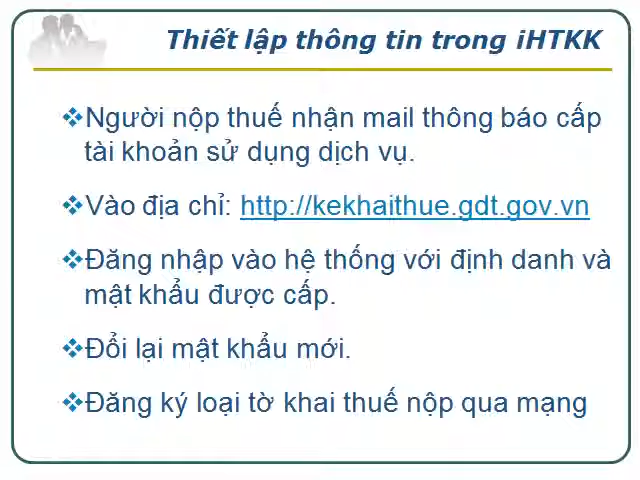 Thiết lập thông tin trong iHTKK
❖Người nộp thuế nhận mail thông báo cấp
tài khoản sử dụng dịch vụ.
❖Vào địa chỉ: http://kekhaithue.gdt.gov.vn
❖Đăng nhập vào hệ thống với định danh và
mật khẩu được cấp.
❖Đổi lại mật khẩu mới.
❖Đăng ký loại tờ khai thuế nộp qua mạng